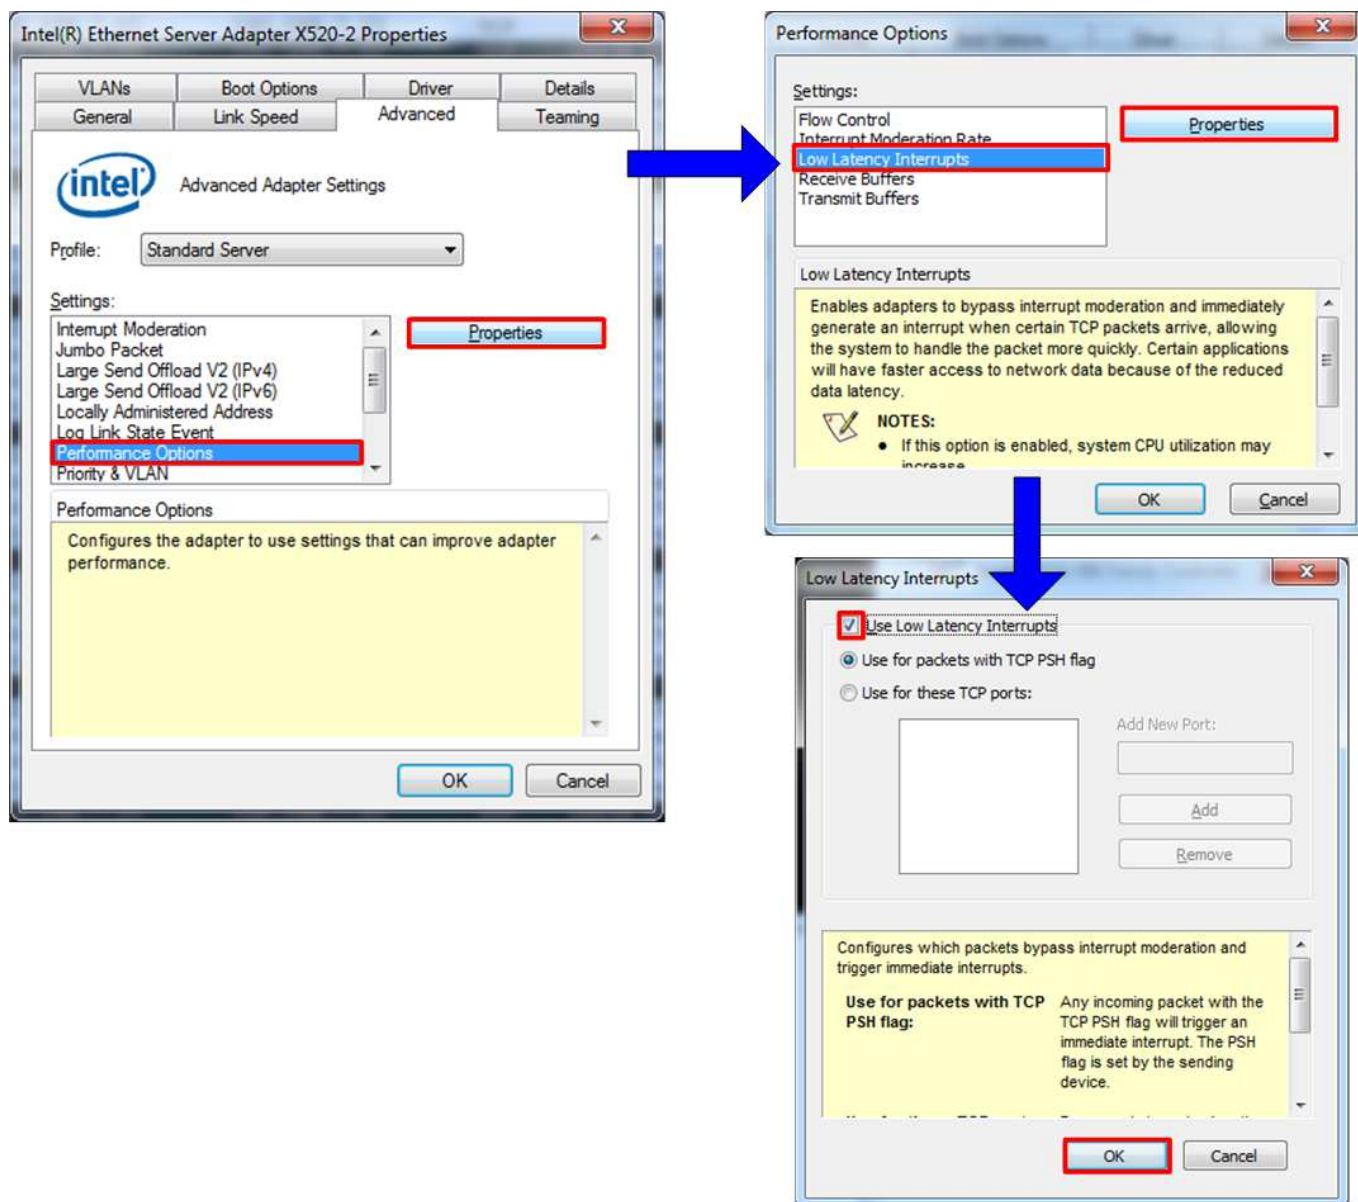 Intel(R) Ethernet Server Adapter X520-2 Properties
VLANs Boot Options Driver Details
General Link Speed Advanced Teaming
intel
Advanced Adapter Settings
Profile: Standard Server
Settings:
Interrupt Moderation
Jumbo Packet
Large Send Offload V2 (IPv4)
Large Send Offload V2 (IPv6)
Locally Administered Address
Log Link State Event
Performance Options
Priority & VLAN
Properties
Performance Options
Configures the adapter to use settings that can improve adapter
performance.
OK Cancel
Performance Options
Settings:
Flow Control
Interrupt Moderation Rate
Low Latency Interrupts
Receive Buffers
Transmit Buffers
Properties
Low Latency Interrupts
Enables adapters to bypass interrupt moderation and immediately
generate an interrupt when certain TCP packets arrive, allowing
the system to handle the packet more quickly. Certain applications
will have faster access to network data because of the reduced
data latency.
NOTES:
• If this option is enabled, system CPU utilization may
increase
OK Cancel
Low Latency Interrupts
Use Low Latency Interrupts
Use for packets with TCP PSH flag
Use for these TCP ports:
Add New Port:
Add
Remove
Configures which packets bypass interrupt moderation and
trigger immediate interrupts.
Use for packets with TCP
PSH flag:
Any incoming packet with the
TCP PSH flag will trigger an
immediate interrupt. The PSH
flag is set by the sending
device.
OK Cancel